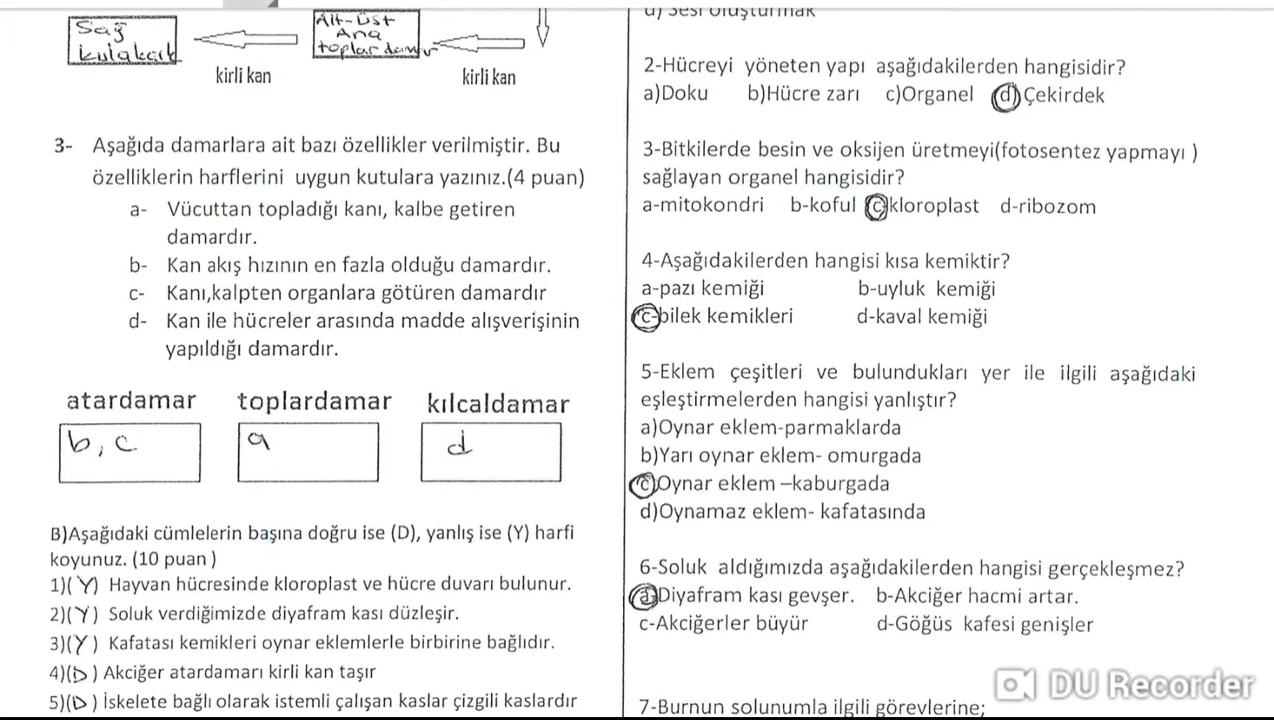 Sağ
kulakçık
Alt-Üst
Ana
toplar damar
kirli kan
kirli kan
3- Aşağıda damarlara ait bazı özellikler verilmiştir. Bu
özelliklerin harflerini uygun kutulara yazınız.(4 puan)
a- Vücuttan topladığı kanı, kalbe getiren
damardır.
b- Kan akış hızının en fazla olduğu damardır.
c- Kanı,kalpten organlara götüren damardır
d- Kan ile hücreler arasında madde alışverişinin
yapıldığı damardır.
atardamar toplardamar kılcaldamar
b, c a d
B)Aşağıdaki cümlelerin başına doğru ise (D), yanlış ise (Y) harfi
koyunuz. (10 puan )
1)(Y) Hayvan hücresinde kloroplast ve hücre duvarı bulunur.
2)(Y) Soluk verdiğimizde diyafram kası düzleşir.
3)(Y) Kafatası kemikleri oynar eklemlerle birbirine bağlıdır.
4)(D) Akciğer atardamarı kirli kan taşır
5)(D) İskelete bağlı olarak istemli çalışan kaslar çizgili kaslardır
d) Sesi oluşturmak
2-Hücreyi yöneten yapı aşağıdakilerden hangisidir?
a)Doku b)Hücre zarı c)Organel d)Çekirdek
3-Bitkilerde besin ve oksijen üretmeyi(fotosentez yapmayı )
sağlayan organel hangisidir?
a-mitokondri b-koful c-kloroplast d-ribozom
4-Aşağıdakilerden hangisi kısa kemiktir?
a-pazı kemiği b-uyluk kemiği
c-bilek kemikleri d-kaval kemiği
5-Eklem çeşitleri ve bulundukları yer ile ilgili aşağıdaki
eşleştirmelerden hangisi yanlıştır?
a)Oynar eklem-parmaklarda
b)Yarı oynar eklem- omurgada
c)Oynar eklem –kaburgada
d)Oynamaz eklem- kafatasında
6-Soluk aldığımızda aşağıdakilerden hangisi gerçekleşmez?
a-Diyafram kası gevşer. b-Akciğer hacmi artar.
c-Akciğerler büyür d-Göğüs kafesi genişler
7-Burnun solunumla ilgili görevlerine;
DU Recorder